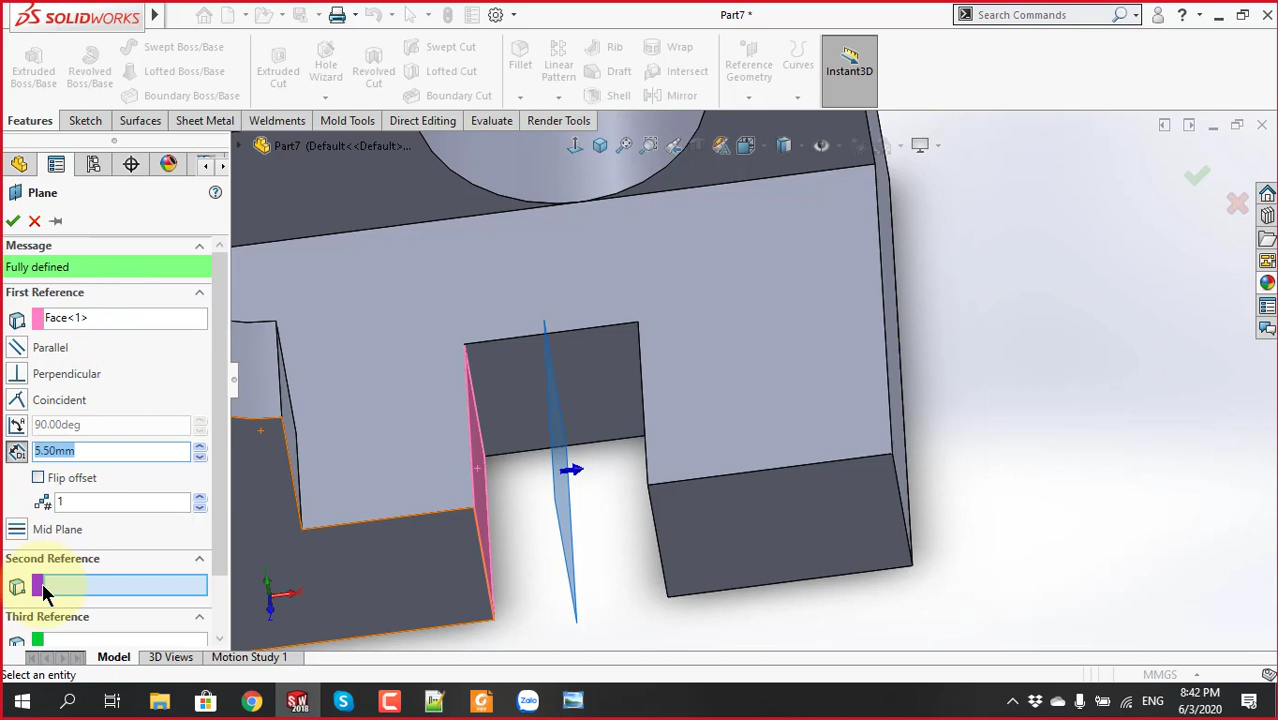 SOLIDWORKS
Part7 *
Search Commands
?
Extruded Boss/Base
Revolved Boss/Base
Swept Boss/Base
Lofted Boss/Base
Boundary Boss/Base
Extruded Cut
Hole Wizard
Revolved Cut
Swept Cut
Lofted Cut
Boundary Cut
Fillet
Linear Pattern
Rib
Draft
Shell
Wrap
Intersect
Mirror
Reference Geometry
Curves
Instant3D
Features Sketch Surfaces Sheet Metal Weldments Mold Tools Direct Editing Evaluate Render Tools
Part7 (Default<<Default>...
Plane
?
Message
Fully defined
First Reference
Face<1>
Parallel
Perpendicular
Coincident
90.00deg
5.50mm
Flip offset
1
Mid Plane
Second Reference
Third Reference
Model 3D Views Motion Study 1
Select an entity
MMGS
SW 2018
Zalo
ENG
8:42 PM
6/3/2020